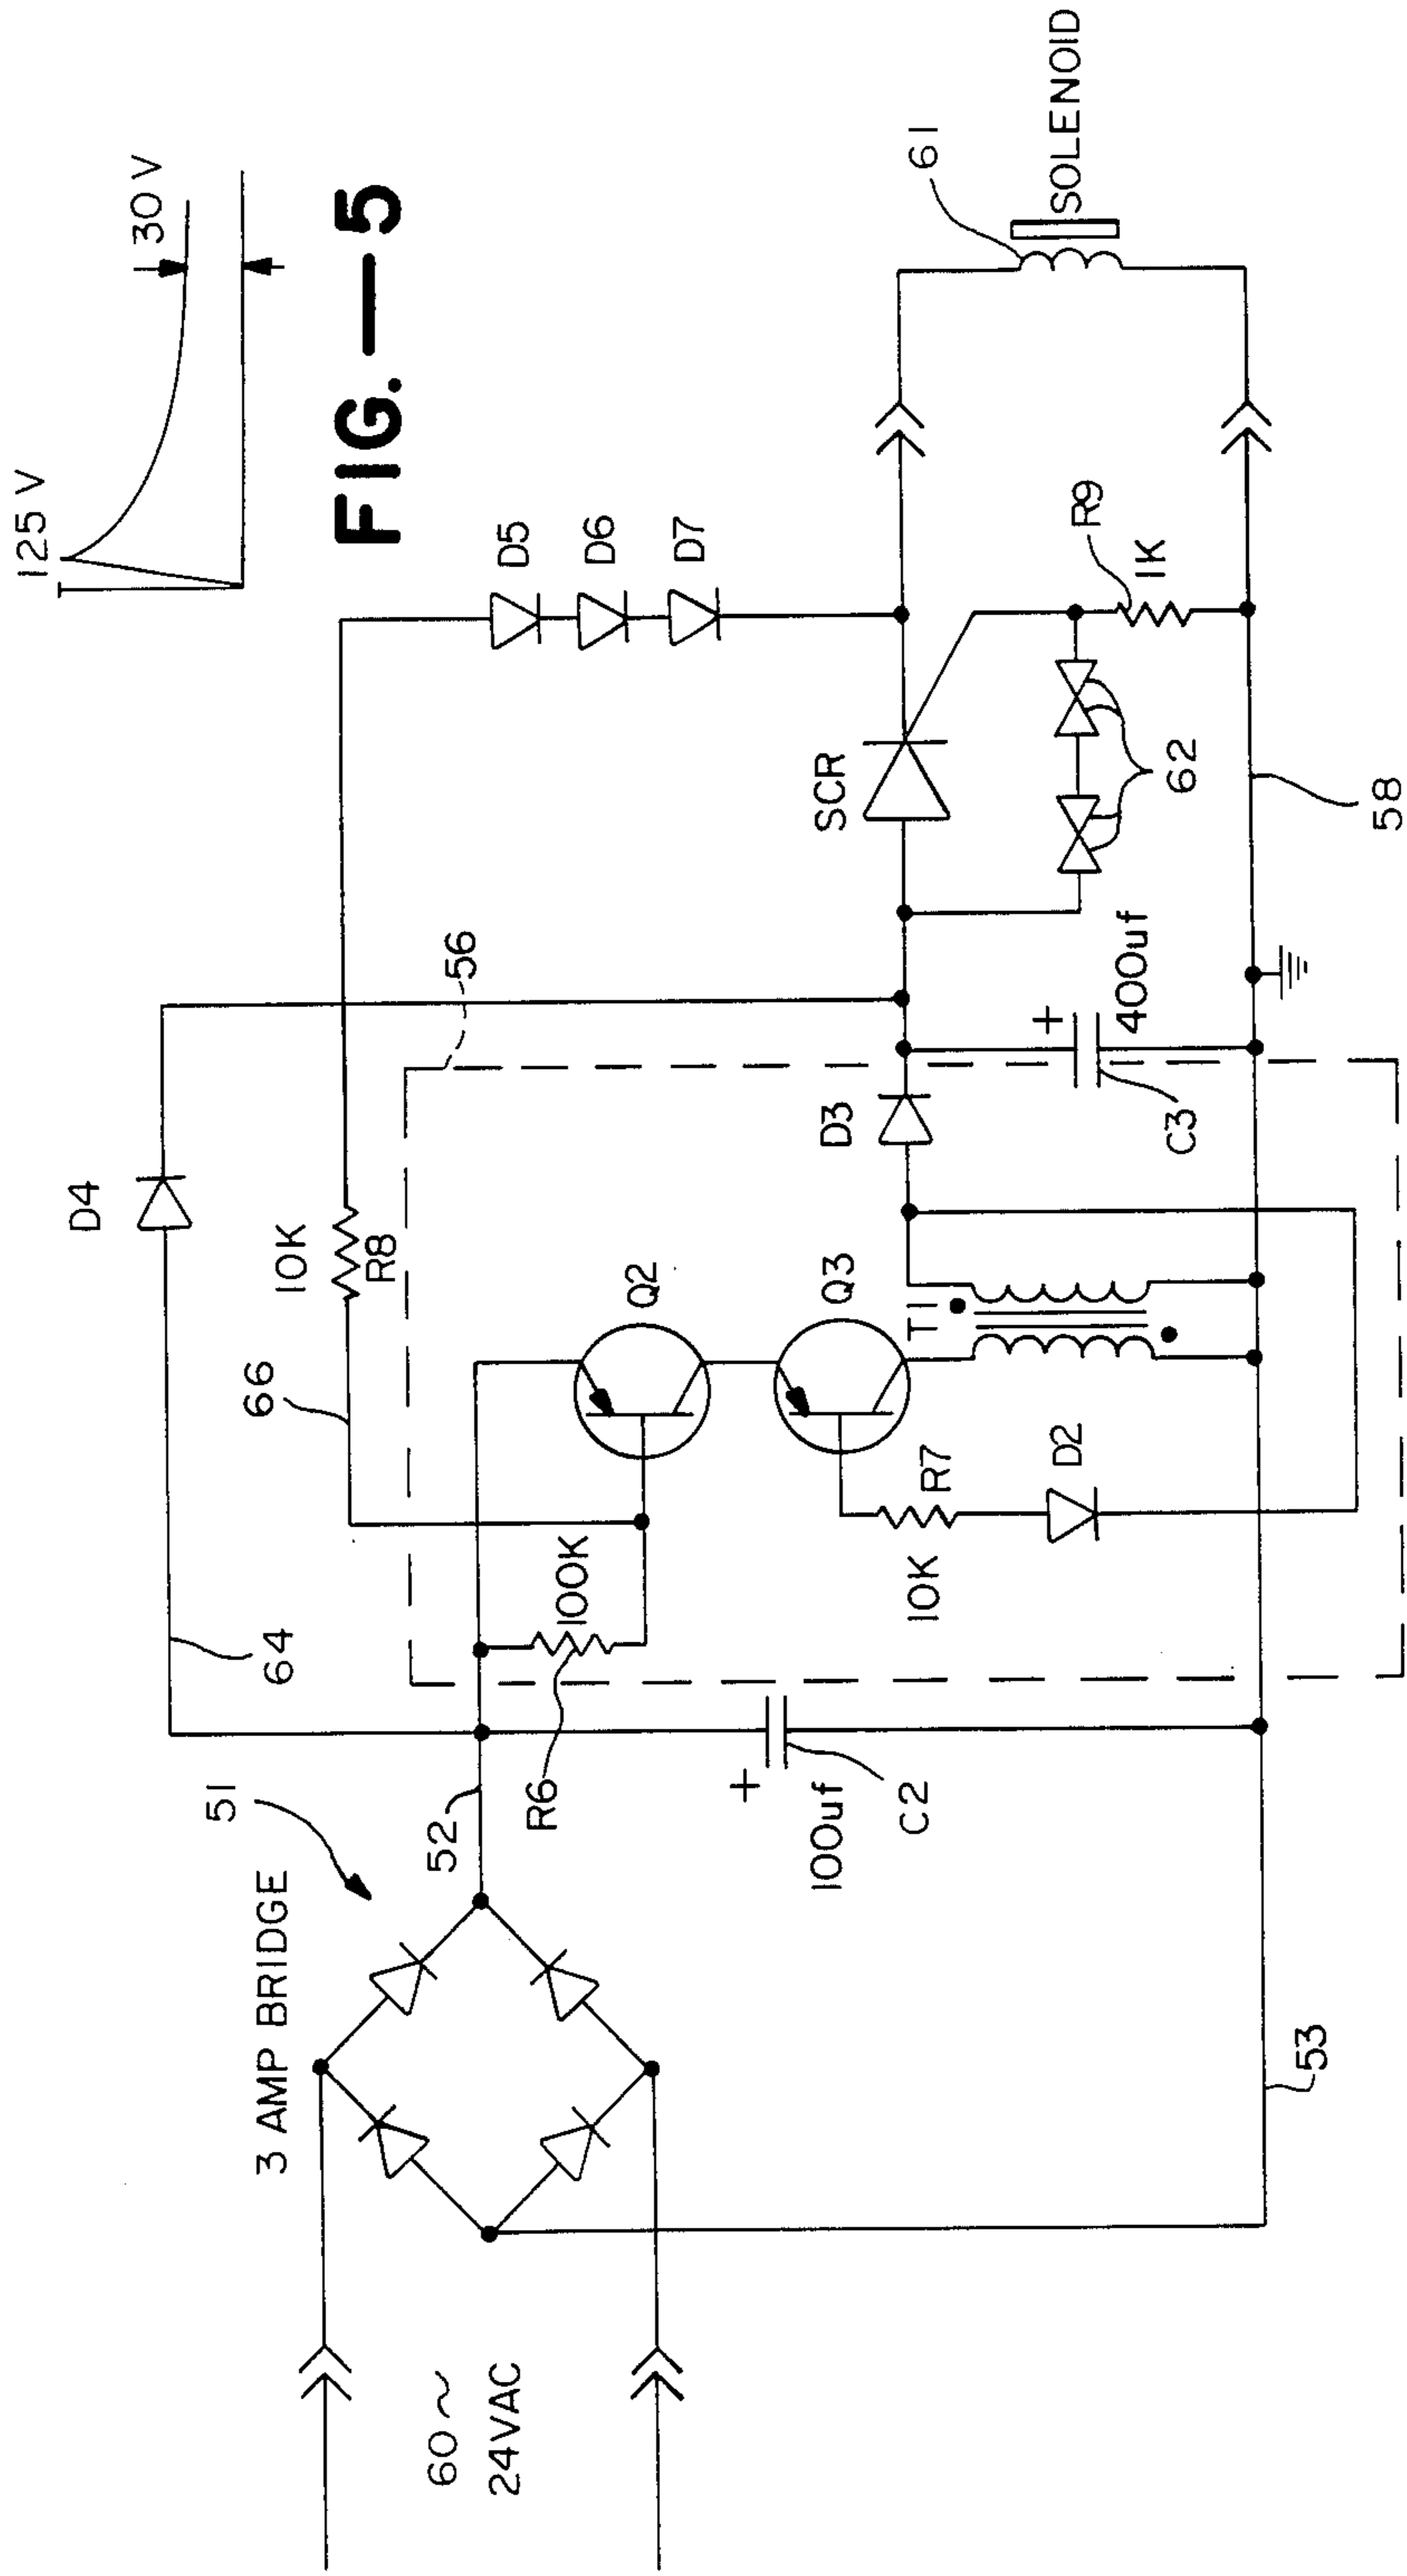 125 V
30 V
FIG.—5
61
SOLENOID
D5
D6
D7
R9
1K
SCR
62
58
56
400uf
+
C3
D3
D4
10K
R8
Q2
Q3
T1
66
100K
R7
D2
10K
64
R6
+
100uf
C2
51
52
3 AMP BRIDGE
53
60~
24VAC